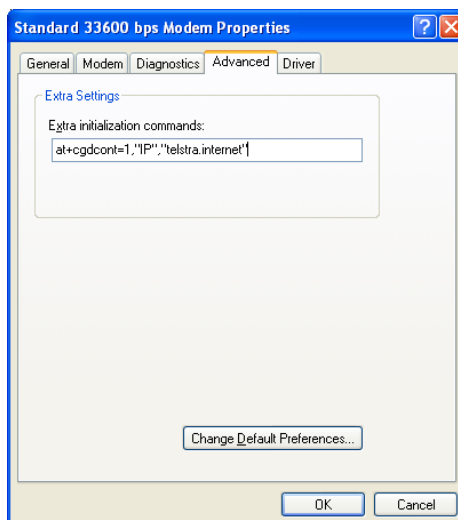 Standard 33600 bps Modem Properties
General Modem Diagnostics Advanced Driver
Extra Settings
Extra initialization commands:
at+cgdcont=1,"IP","telstra.internet"
Change Default Preferences...
OK Cancel